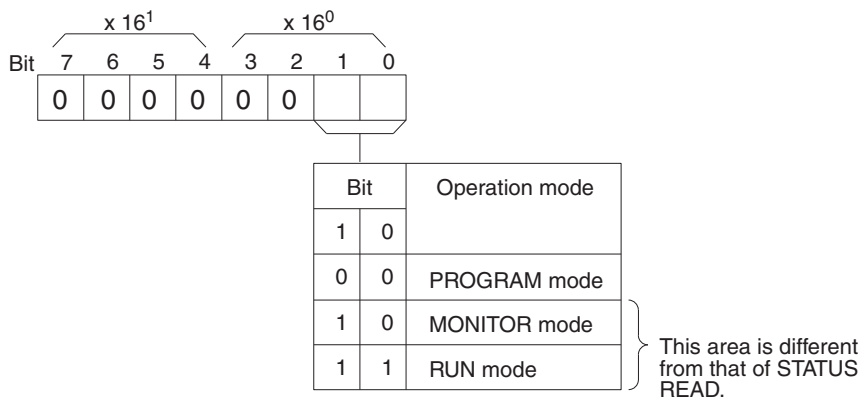 x 16¹ x 16⁰
Bit 7 6 5 4 3 2 1 0
0 0 0 0 0 0
Bit Operation mode
1 0
0 0 PROGRAM mode
1 0 MONITOR mode
1 1 RUN mode
This area is different
from that of STATUS
READ.